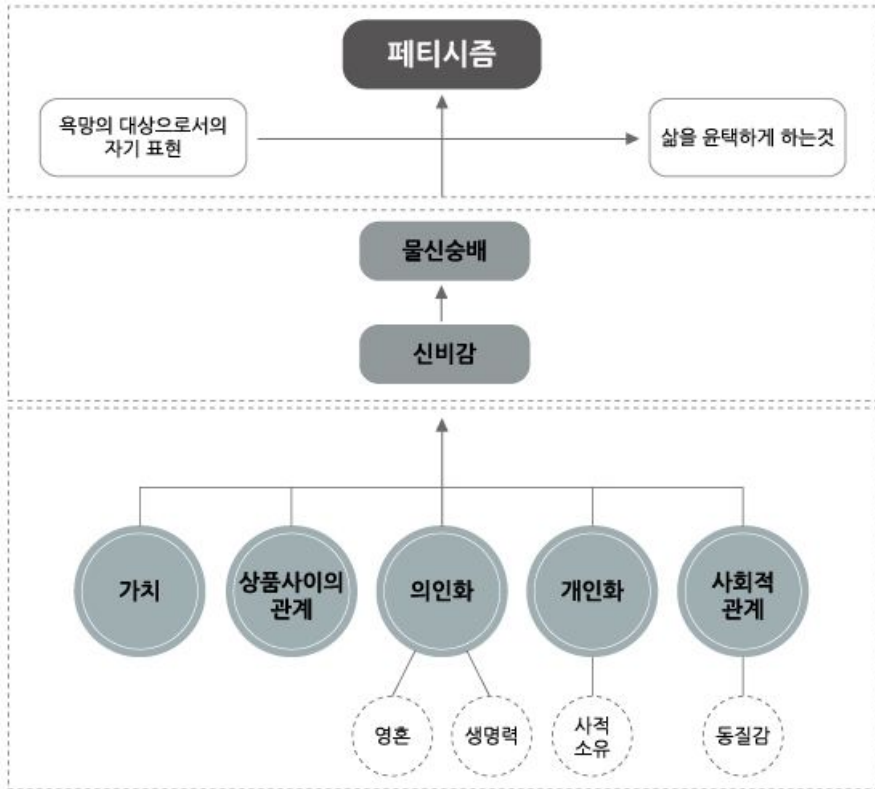 페티시즘
욕망의 대상으로서의
자기 표현
삶을 윤택하게 하는것
물신숭배
신비감
가치
상품사이의
관계
의인화
개인화
사회적
관계
영혼
생명력
사적
소유
동질감